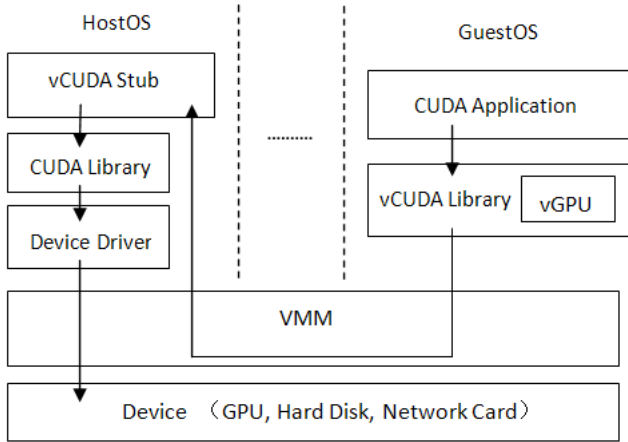 HostOS
GuestOS
vCUDA Stub
CUDA Application
CUDA Library
vCUDA Library
vGPU
Device Driver
VMM
Device （GPU, Hard Disk, Network Card）